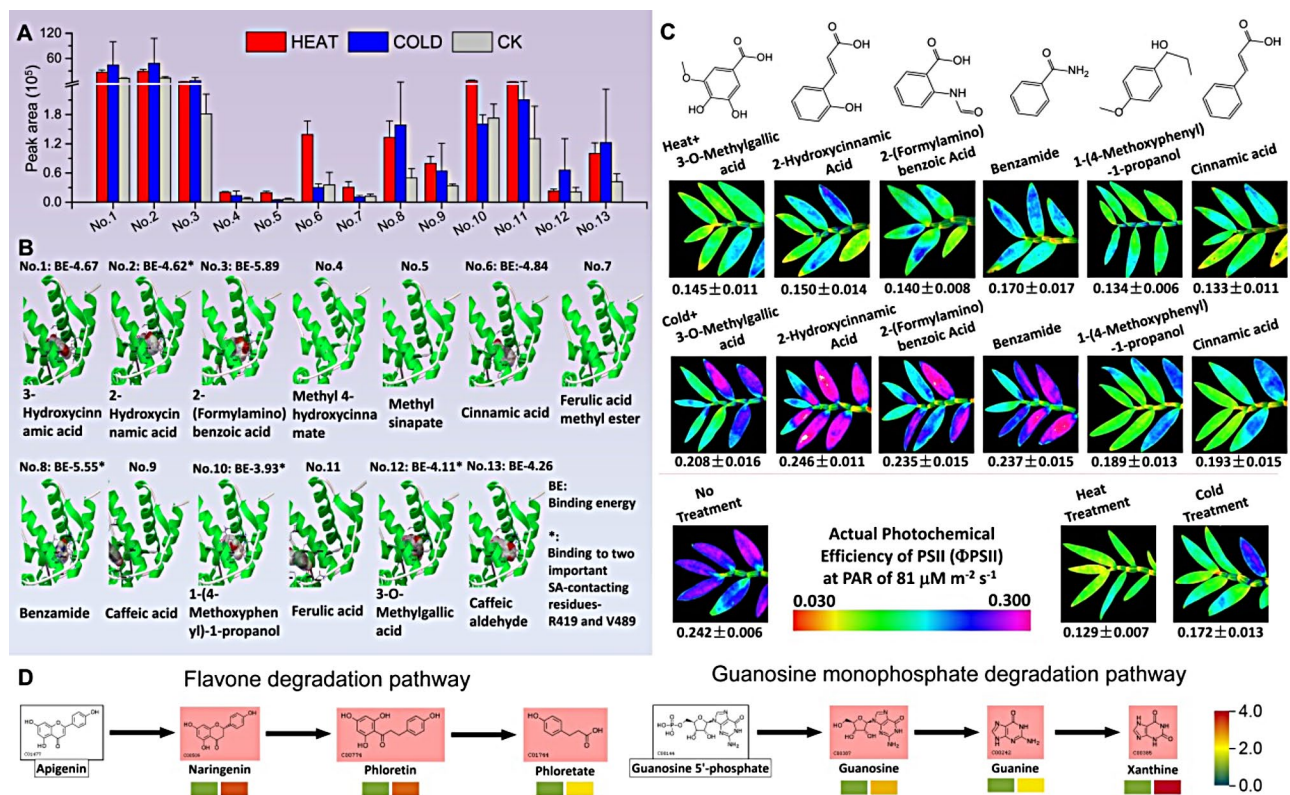 A
120
60
1.8
1.2
0.6
0.0
Peak area (10⁵)
HEAT COLD CK
No.1 No.2 No.3 No.4 No.5 No.6 No.7 No.8 No.9 No.10 No.11 No.12 No.13
B
No.1: BE-4.67 No.2: BE-4.62* No.3: BE-5.89 No.4 No.5 No.6: BE:-4.84 No.7
3-
Hydroxycinn
amic acid
2-
Hydroxycin
namic acid
2-
(Formylamino)
benzoic acid
Methyl 4-
hydroxycinna
mate
Methyl
sinapate
Cinnamic acid
Ferulic acid
methyl ester
No.8: BE-5.55* No.9 No.10: BE-3.93* No.11 No.12: BE-4.11* No.13: BE-4.26
Benzamide
Caffeic acid
1-(4-
Methoxyphen
yl)-1-propanol
Ferulic acid
3-O-
Methylgallic
acid
Caffeic
aldehyde
BE:
Binding energy
*:
Binding to two
important
SA-contacting
residues-
R419 and V489
C
Heat+
3-O-Methylgallic
acid
2-Hydroxycinnamic
Acid
2-(Formylamino)
benzoic Acid
Benzamide
1-(4-Methoxyphenyl)
-1-propanol
Cinnamic acid
0.145±0.011 0.150±0.014 0.140±0.008 0.170±0.017 0.134±0.006 0.133±0.011
Cold+
3-O-Methylgallic
acid
2-Hydroxycinnamic
Acid
2-(Formylamino)
benzoic Acid
Benzamide
1-(4-Methoxyphenyl)
-1-propanol
Cinnamic acid
0.208±0.016 0.246±0.011 0.235±0.015 0.237±0.015 0.189±0.013 0.193±0.015
No
Treatment
0.242±0.006
Actual Photochemical
Efficiency of PSII (ΦPSII)
at PAR of 81 μM m⁻² s⁻¹
0.030 0.300
Heat
Treatment
0.129±0.007
Cold
Treatment
0.172±0.013
D
Flavone degradation pathway
Apigenin
Naringenin
C00774
Phloretin
C01744
Phloretate
Guanosine monophosphate degradation pathway
C00144
Guanosine 5'-phosphate
C00387
Guanosine
C00242
Guanine
C00385
Xanthine
4.0
2.0
0.0